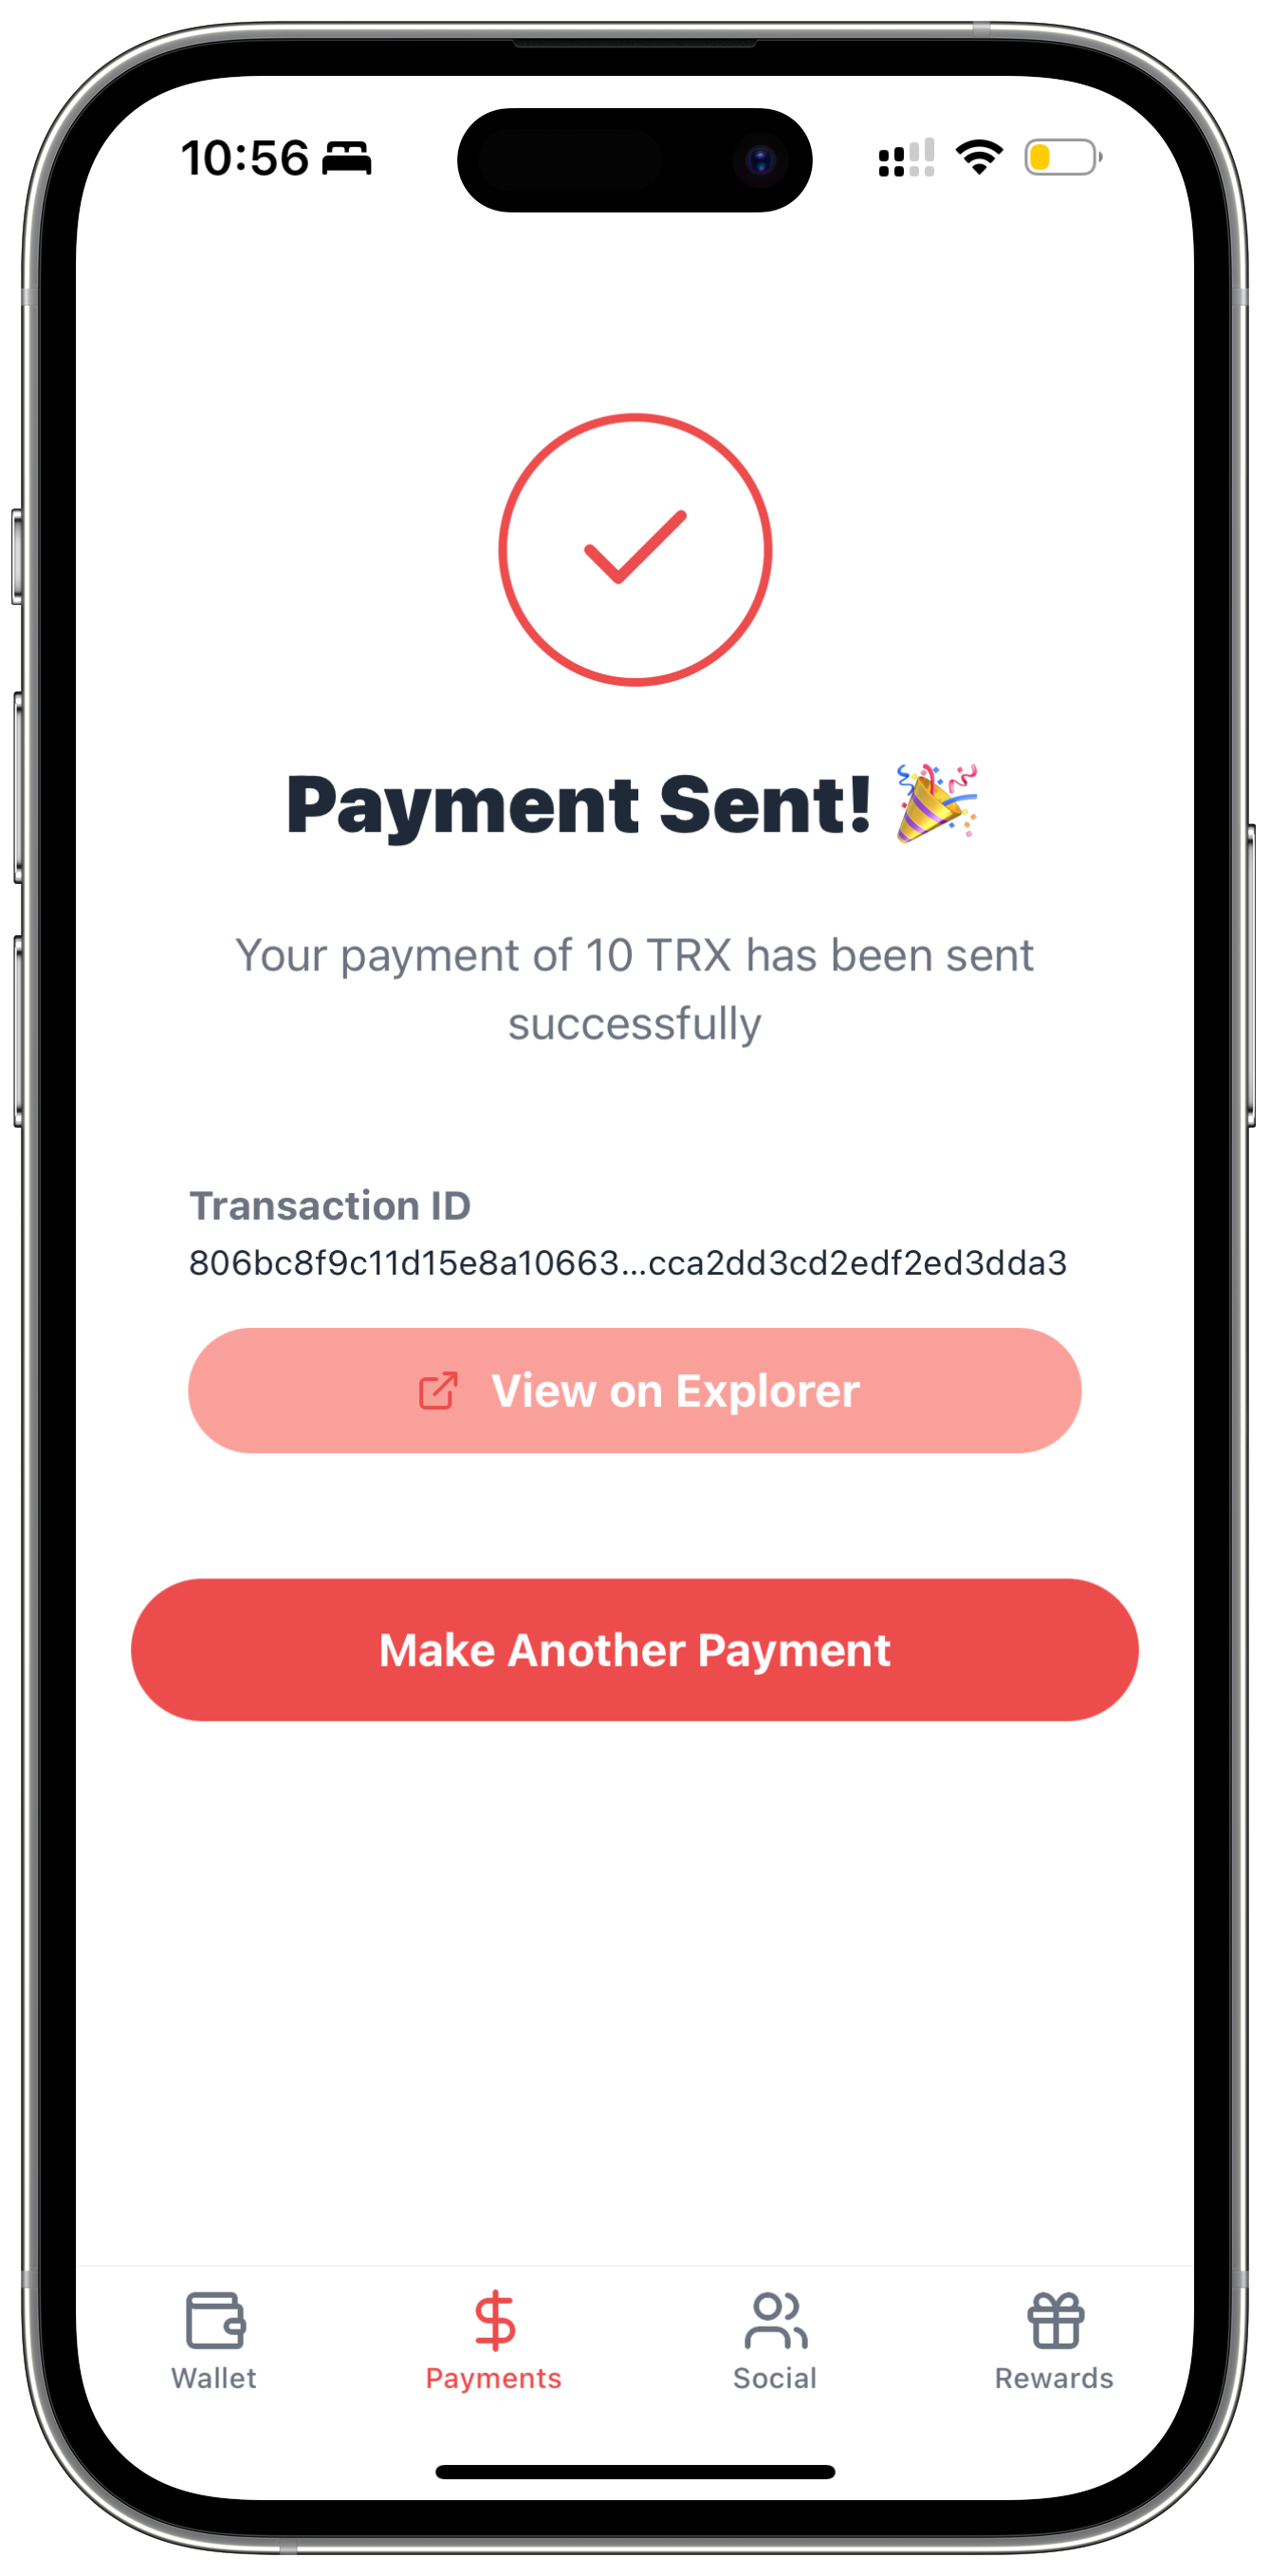 10:56
Payment Sent! 🎉
Your payment of 10 TRX has been sent
successfully
Transaction ID
806bc8f9c11d15e8a10663...cca2dd3cd2edf2ed3dda3
View on Explorer
Make Another Payment
Wallet
Payments
Social
Rewards